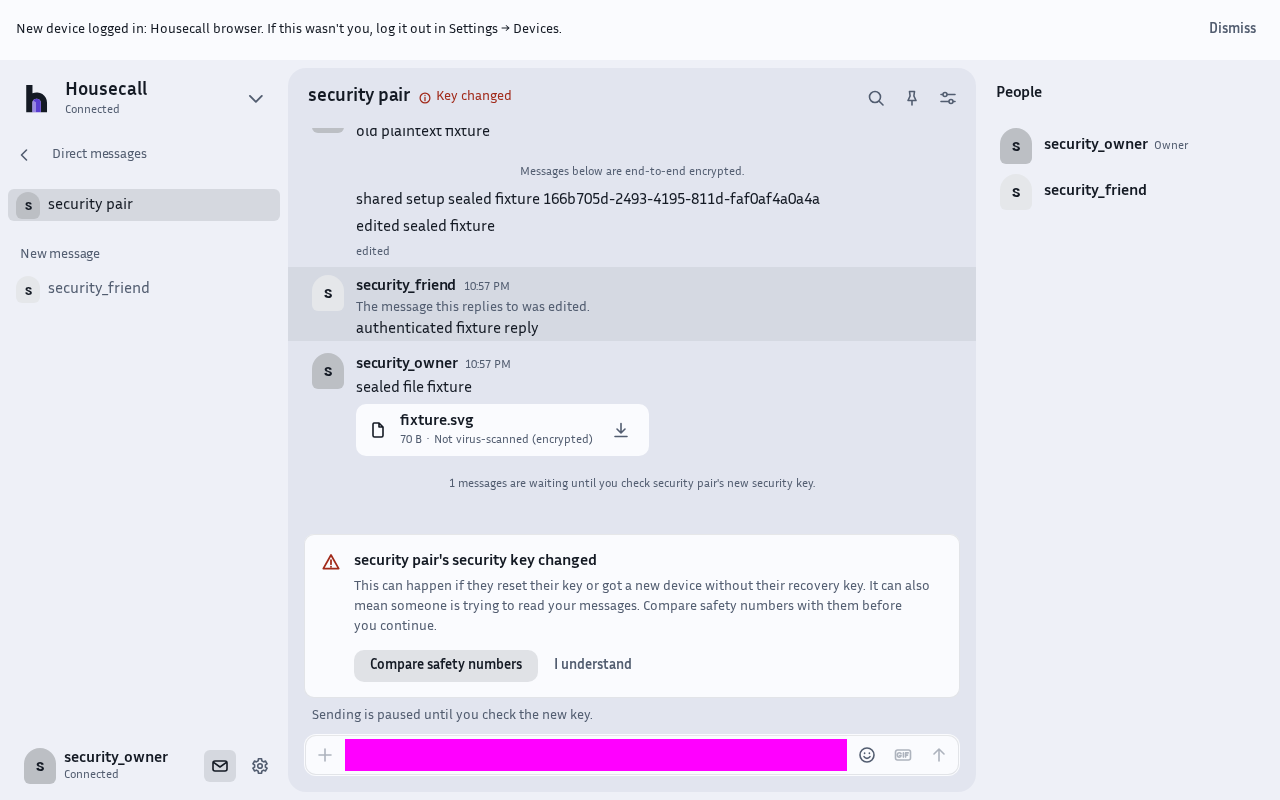 New device logged in: Housecall browser. If this wasn't you, log it out in Settings → Devices.
Dismiss
Housecall
Connected
Direct messages
S
security pair
New message
S
security_friend
S
security_owner
Connected
security pair
Key changed
old plaintext fixture
Messages below are end-to-end encrypted.
shared setup sealed fixture 166b705d-2493-4195-811d-faf0af4a0a4a
edited sealed fixture
edited
S
security_friend 10:57 PM
The message this replies to was edited.
authenticated fixture reply
S
security_owner 10:57 PM
sealed file fixture
fixture.svg
70 B · Not virus-scanned (encrypted)
1 messages are waiting until you check security pair's new security key.
security pair's security key changed
This can happen if they reset their key or got a new device without their recovery key. It can also
mean someone is trying to read your messages. Compare safety numbers with them before
you continue.
Compare safety numbers
I understand
Sending is paused until you check the new key.
GIF
People
S
security_owner Owner
S
security_friend